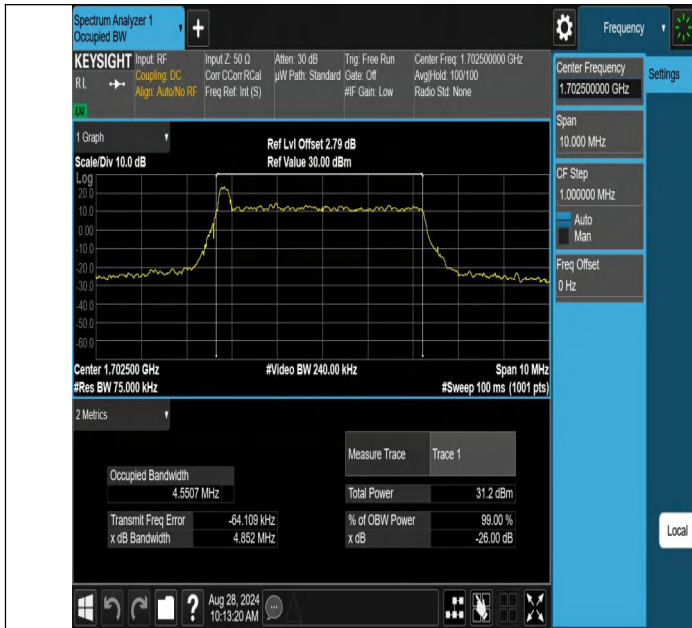 Spectrum Analyzer 1
Occupied BW
+
Frequency
KEYSIGHT
RL
Input: RF
Coupling: DC
Align: Auto/No RF
Input Z: 50 Ω
Corr CCorr RCal
Freq Ref: Int (S)
Atten: 30 dB
µW Path: Standard
Trig: Free Run
Gate: Off
#IF Gain: Low
Center Freq: 1.702500000 GHz
Avg|Hold: 100/100
Radio Std: None
Center Frequency
1.702500000 GHz
Settings
Span
10.000 MHz
CF Step
1.000000 MHz
Auto
Man
Freq Offset
0 Hz
1 Graph
Scale/Div 10.0 dB
Ref Lvl Offset 2.79 dB
Ref Value 30.00 dBm
Log
20.0
10.0
0.00
-10.0
-20.0
-30.0
-40.0
-50.0
-60.0
Center 1.702500 GHz
#Video BW 240.00 kHz
Span 10 MHz
#Res BW 75.000 kHz
#Sweep 100 ms (1001 pts)
2 Metrics
Measure Trace
Trace 1
Occupied Bandwidth
4.5507 MHz
Total Power
31.2 dBm
Transmit Freq Error
-64.109 kHz
% of OBW Power
99.00 %
x dB Bandwidth
4.852 MHz
x dB
-26.00 dB
Local
?
Aug 28, 2024
10:13:20 AM